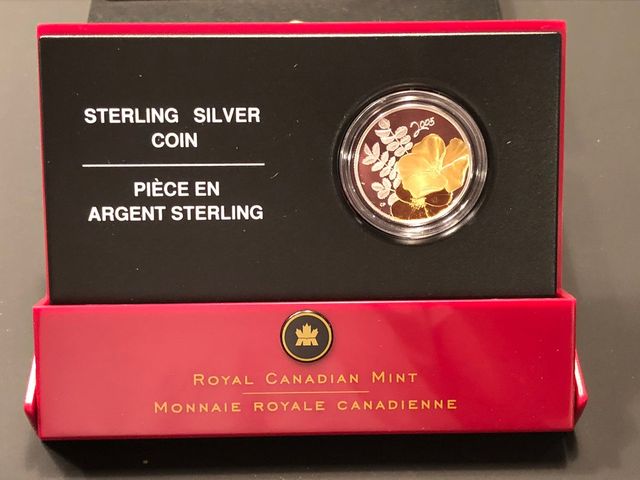 STERLING SILVER
COIN
PIÈCE EN
ARGENT STERLING
2005
ROYAL CANADIAN MINT
MONNAIE ROYALE CANADIENNE